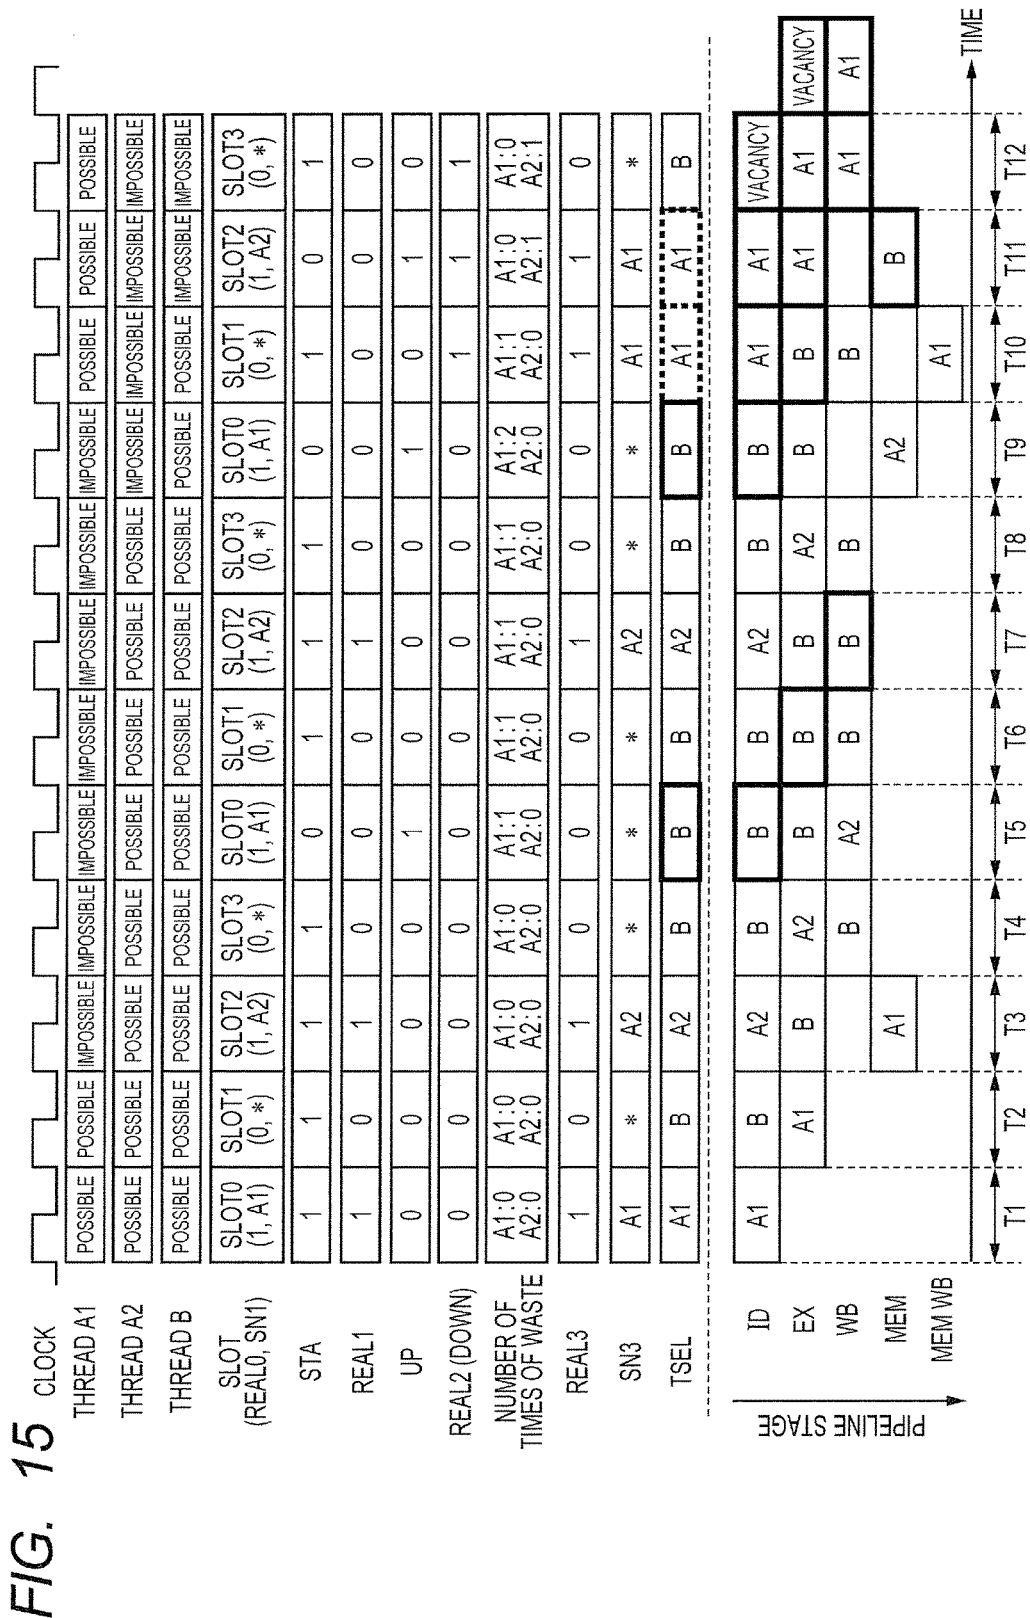 FIG. 15
CLOCK
THREAD A1 POSSIBLE POSSIBLE IMPOSSIBLE IMPOSSIBLE IMPOSSIBLE IMPOSSIBLE IMPOSSIBLE IMPOSSIBLE IMPOSSIBLE POSSIBLE POSSIBLE POSSIBLE
THREAD A2 POSSIBLE POSSIBLE POSSIBLE POSSIBLE POSSIBLE POSSIBLE POSSIBLE POSSIBLE IMPOSSIBLE IMPOSSIBLE IMPOSSIBLE IMPOSSIBLE
THREAD B POSSIBLE POSSIBLE POSSIBLE POSSIBLE POSSIBLE POSSIBLE POSSIBLE POSSIBLE POSSIBLE POSSIBLE IMPOSSIBLE IMPOSSIBLE
SLOT SLOT0 SLOT1 SLOT2 SLOT3 SLOT0 SLOT1 SLOT2 SLOT3 SLOT0 SLOT1 SLOT2 SLOT3
(REAL0, SN1) (1, A1) (0, *) (1, A2) (0, *) (1, A1) (0, *) (1, A2) (0, *) (1, A1) (0, *) (1, A2) (0, *)
STA 1 1 1 1 0 1 1 1 0 1 0 1
REAL1 1 0 1 0 0 0 1 0 0 0 0 0
UP 0 0 0 0 1 0 0 0 1 0 1 0
REAL2 (DOWN) 0 0 0 0 0 0 0 0 0 1 1 1
NUMBER OF A1:0 A1:0 A1:0 A1:0 A1:1 A1:1 A1:1 A1:1 A1:2 A1:1 A1:0 A1:0
TIMES OF WASTE A2:0 A2:0 A2:0 A2:0 A2:0 A2:0 A2:0 A2:0 A2:0 A2:0 A2:1 A2:1
REAL3 1 0 1 0 0 0 1 0 0 1 1 0
SN3 A1 * A2 * * * A2 * * A1 A1 *
TSEL A1 B A2 B B B A2 B B A1 A1 B
PIPELINE STAGE
ID A1 B A2 B B B A2 B B A1 A1 VACANCY
EX A1 B A2 B B B A2 B B A1 A1 VACANCY
WB B A2 B B B B A1 A1
MEM A1 A2 B
MEM WB A1
TIME
T1 T2 T3 T4 T5 T6 T7 T8 T9 T10 T11 T12